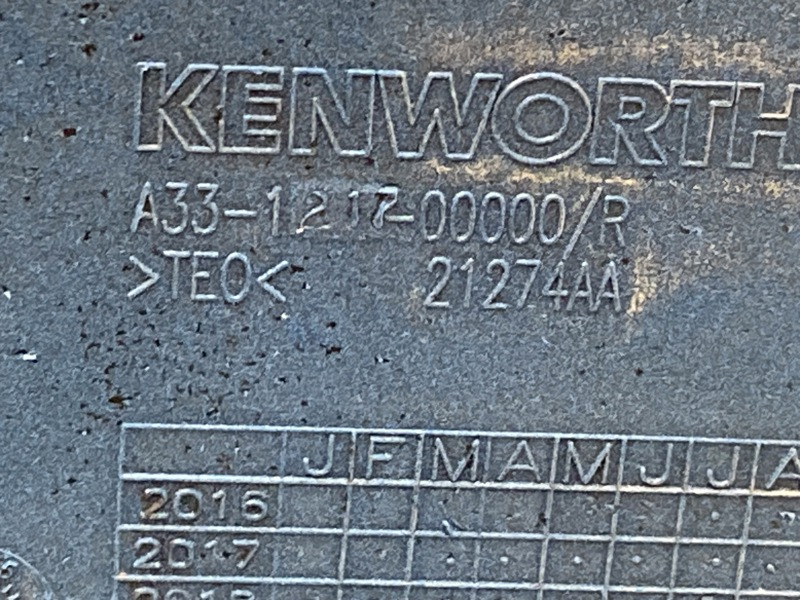 KENWORTH
A33-1217-00000/R
>TEO<
21274AA
J F M A M J J A
2016
2017